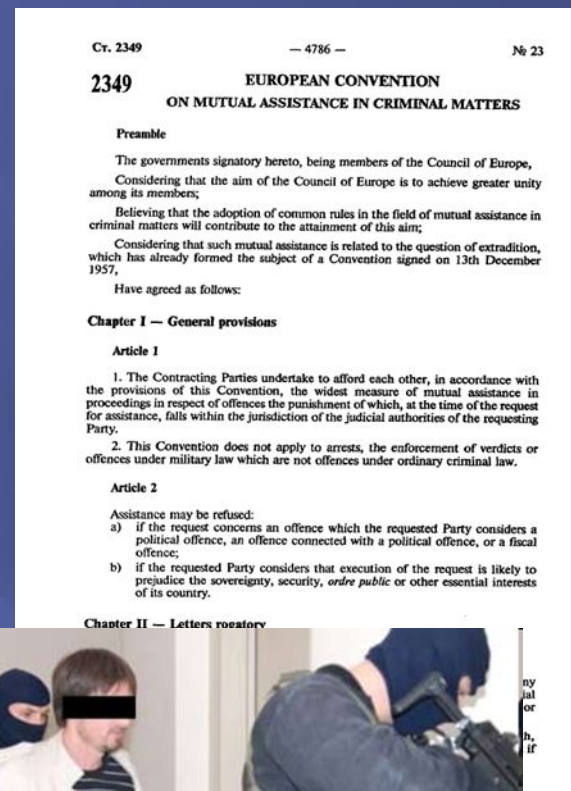 Ст. 2349 — 4786 — № 23
2349 EUROPEAN CONVENTION
ON MUTUAL ASSISTANCE IN CRIMINAL MATTERS
Preamble
The governments signatory hereto, being members of the Council of Europe,
Considering that the aim of the Council of Europe is to achieve greater unity
among its members;
Believing that the adoption of common rules in the field of mutual assistance in
criminal matters will contribute to the attainment of this aim;
Considering that such mutual assistance is related to the question of extradition,
which has already formed the subject of a Convention signed on 13th December
1957,
Have agreed as follows:
Chapter I — General provisions
Article 1
1. The Contracting Parties undertake to afford each other, in accordance with
the provisions of this Convention, the widest measure of mutual assistance in
proceedings in respect of offences the punishment of which, at the time of the request
for assistance, falls within the jurisdiction of the judicial authorities of the requesting
Party.
2. This Convention does not apply to arrests, the enforcement of verdicts or
offences under military law which are not offences under ordinary criminal law.
Article 2
Assistance may be refused:
a) if the request concerns an offence which the requested Party considers a
political offence, an offence connected with a political offence, or a fiscal
offence;
b) if the requested Party considers that execution of the request is likely to
prejudice the sovereignty, security, ordre public or other essential interests
of its country.
Chapter II — Letters rogatory
or
if